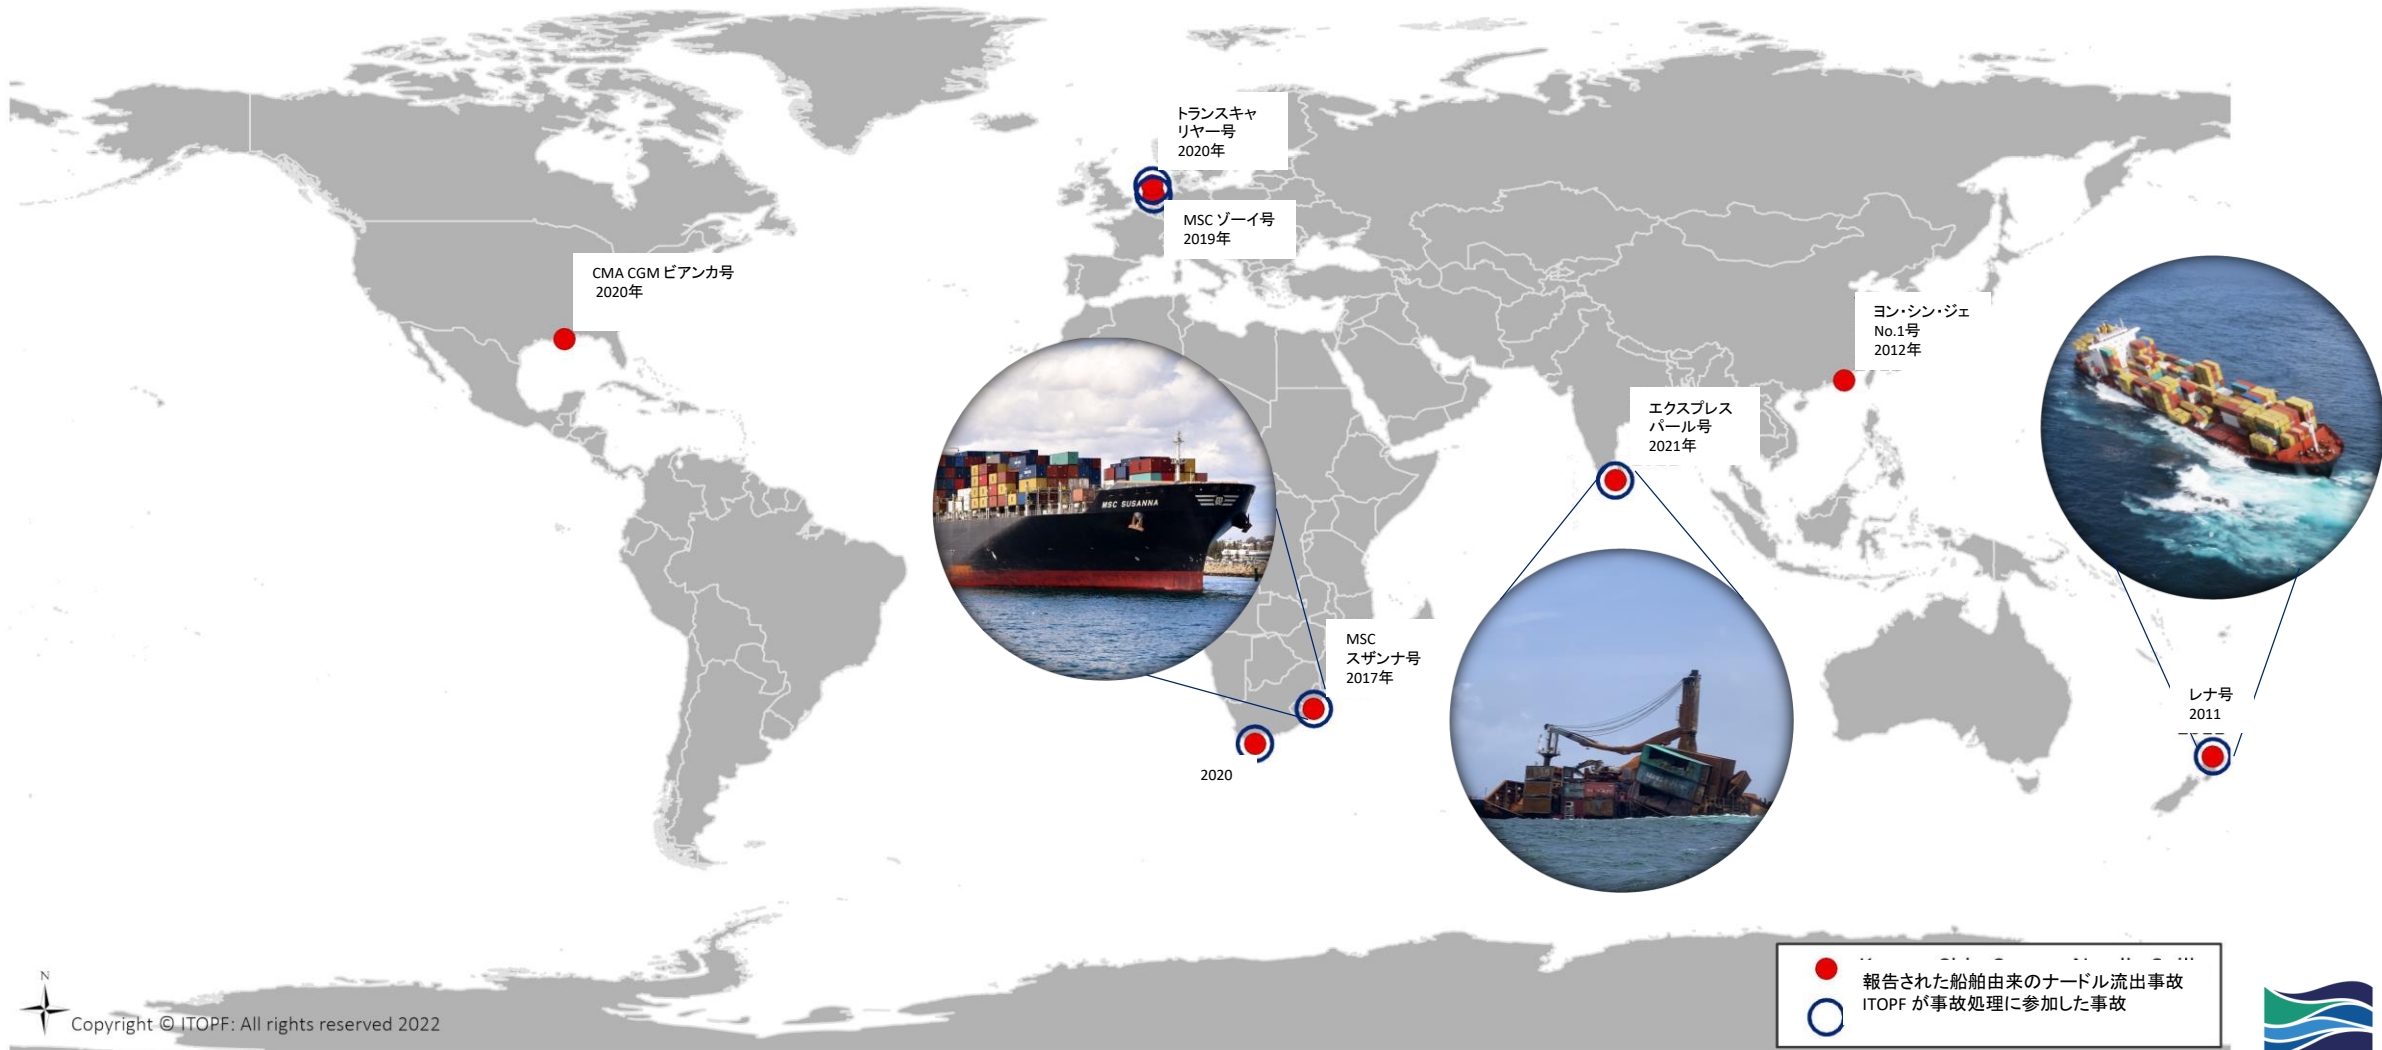 トランスキャ
リヤー号
2020年
MSC ゾーイ号
2019年
CMA CGM ビアンカ号
2020年
ヨン・シン・ジェ
No.1号
2012年
エクスプレス
パール号
2021年
MSC SUSANNA
MSC
スザンナ号
2017年
レナ号
2011
2020
報告された船舶由来のナードル流出事故
ITOPF が事故処理に参加した事故
N
Copyright © ITOPF: All rights reserved 2022